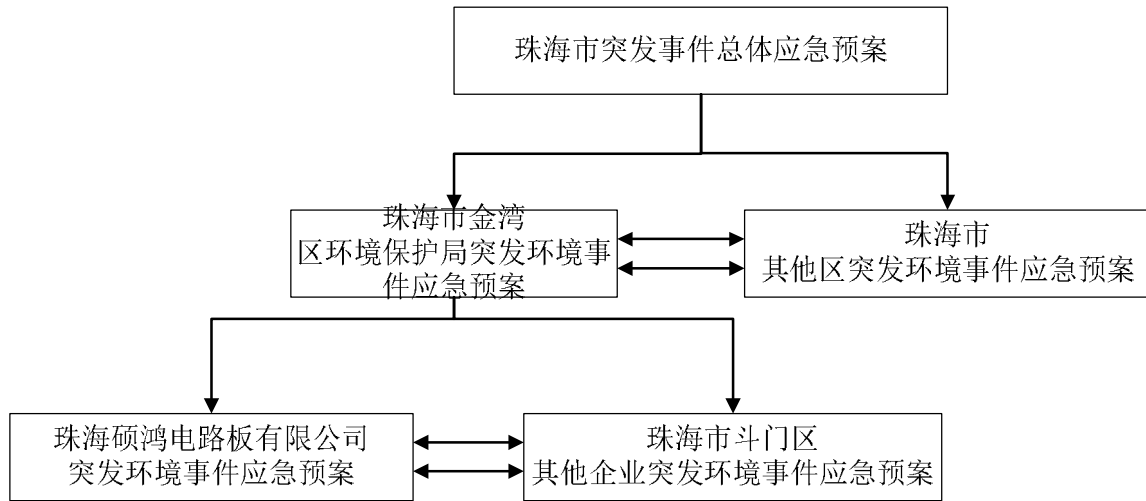 珠海市突发事件总体应急预案
珠海市金湾
区环境保护局突发环境事
件应急预案
珠海市
其他区突发环境事件应急预案
珠海硕鸿电路板有限公司
突发环境事件应急预案
珠海市斗门区
其他企业突发环境事件应急预案